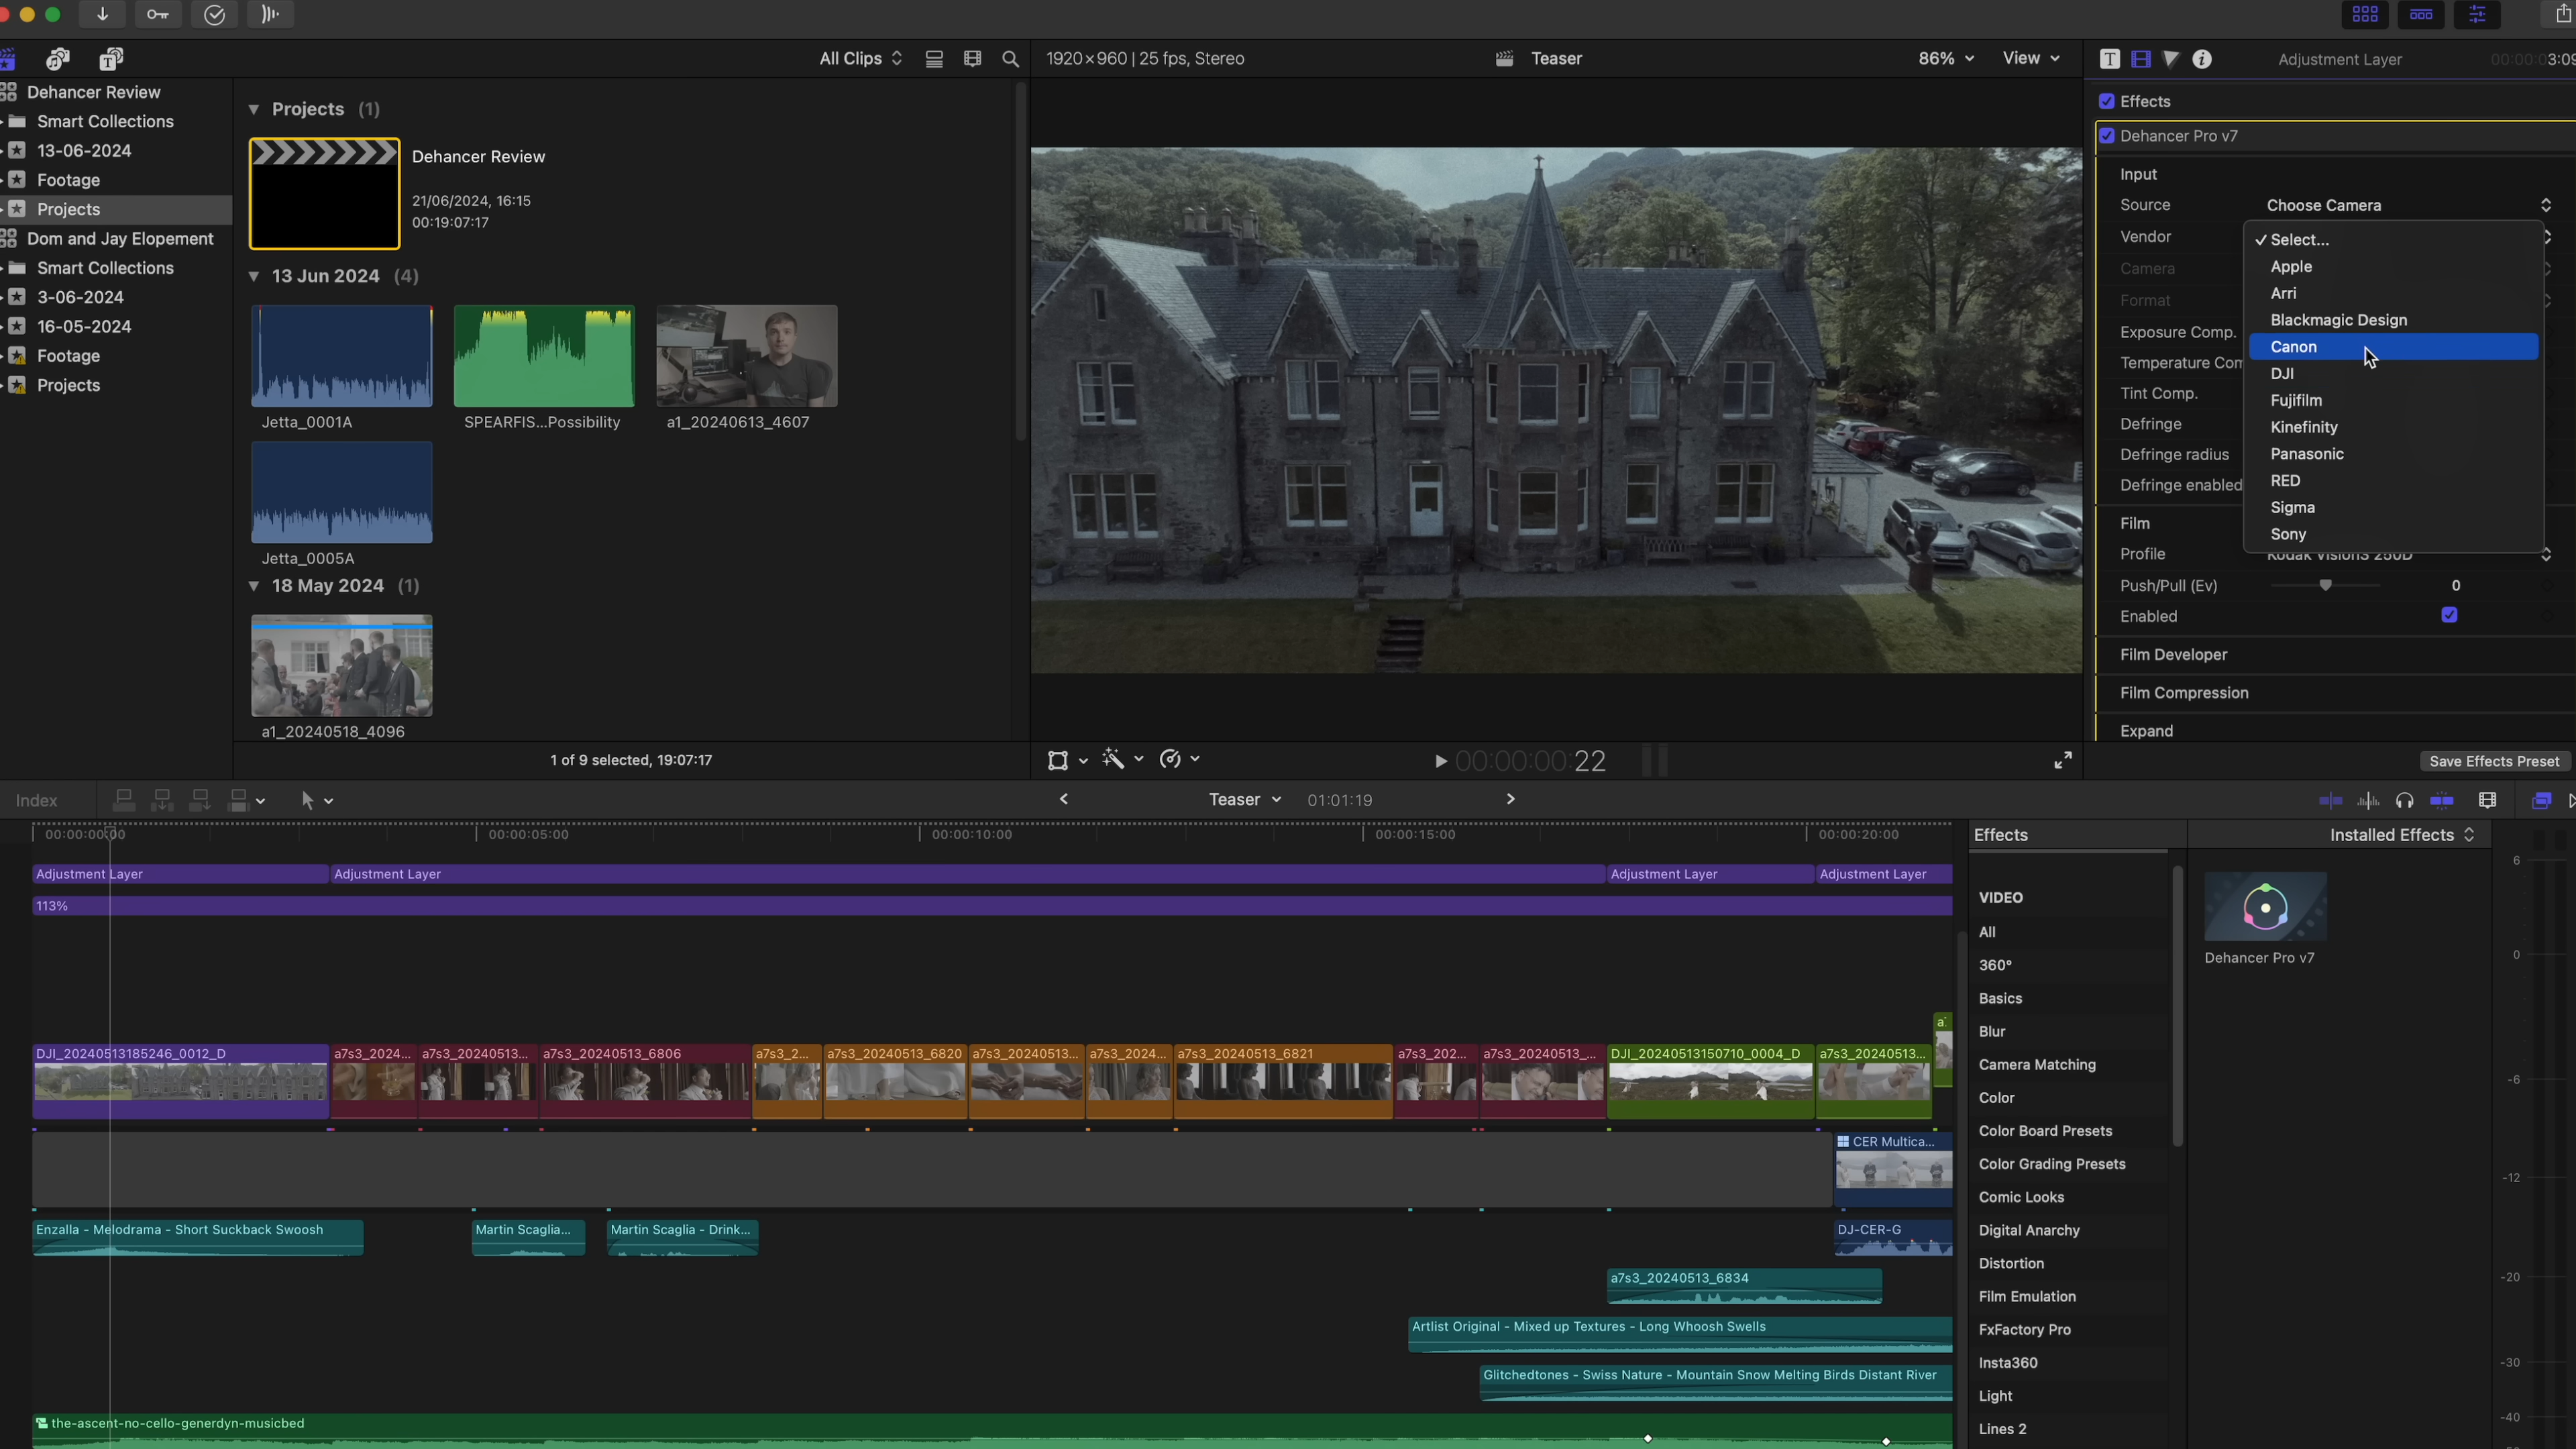 All Clips
1920×960 | 25 fps, Stereo
Teaser
86%
View
Adjustment Layer
00:00:03:09
Dehancer Review
Smart Collections
13-06-2024
Footage
Projects
Dom and Jay Elopement
Smart Collections
3-06-2024
16-05-2024
Footage
Projects
Projects (1)
Dehancer Review
21/06/2024, 16:15
00:19:07:17
13 Jun 2024 (4)
Jetta_0001A
SPEARFIS...Possibility
a1_20240613_4607
Jetta_0005A
18 May 2024 (1)
a1_20240518_4096
1 of 9 selected, 19:07:17
00:00:00:22
Effects
Dehancer Pro v7
Input
Source
Choose Camera
Vendor
Camera
Format
Exposure Comp.
Temperature Com
Tint Comp.
Defringe
Defringe radius
Defringe enabled
Select...
Apple
Arri
Blackmagic Design
Canon
DJI
Fujifilm
Kinefinity
Panasonic
RED
Sigma
Sony
Film
Profile
Kodak Vision3 250D
Push/Pull (Ev)
0
Enabled
Film Developer
Film Compression
Expand
Save Effects Preset
Index
Teaser
01:01:19
00:00:00:00
00:00:05:00
00:00:10:00
00:00:15:00
00:00:20:00
Adjustment Layer
Adjustment Layer
Adjustment Layer
Adjustment Layer
113%
a
DJI_20240513185246_0012_D
a7s3_2024...
a7s3_20240513...
a7s3_20240513_6806
a7s3_2...
a7s3_20240513_6820
a7s3_20240513...
a7s3_2024...
a7s3_20240513_6821
a7s3_202...
a7s3_20240513_...
DJI_20240513150710_0004_D
a7s3_20240513...
CER Multica...
Enzalla - Melodrama - Short Suckback Swoosh
Martin Scaglia...
Martin Scaglia - Drink...
DJ-CER-G
a7s3_20240513_6834
Artlist Original - Mixed up Textures - Long Whoosh Swells
Glitchedtones - Swiss Nature - Mountain Snow Melting Birds Distant River
the-ascent-no-cello-generdyn-musicbed
Effects
Installed Effects
VIDEO
All
360°
Basics
Blur
Camera Matching
Color
Color Board Presets
Color Grading Presets
Comic Looks
Digital Anarchy
Distortion
Film Emulation
FxFactory Pro
Insta360
Light
Lines 2
Dehancer Pro v7
6
0
-6
-12
-20
-30
-40